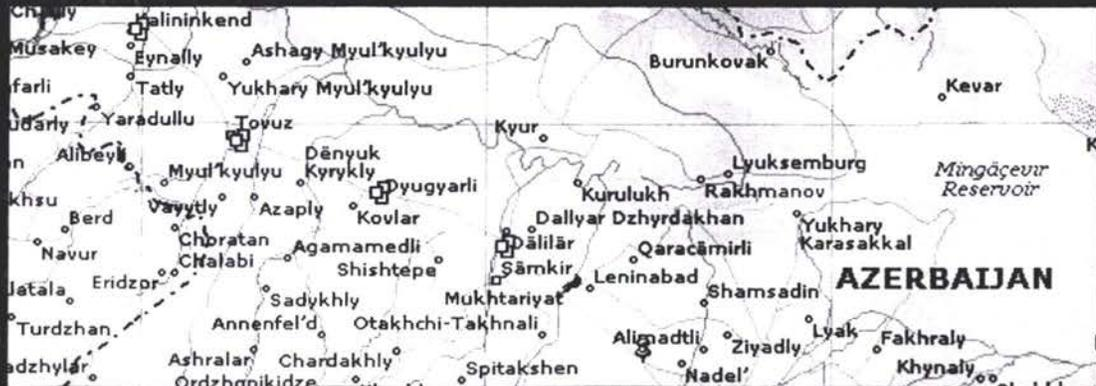 Kalininkend
Musakey
Eynally
Ashagy Myul'kyulyu
Burunkovak
Tatly
Yukhary Myul'kyulyu
Kevar
Yaradullu
Tovuz
Kyur
Alibeyli
Dënyuk
Kyrykly
Myul'kyulyu
Dyugyarli
Lyuksemburg
Mingäçevir
Reservoir
Kurulukh
Rakhmanov
Vayytly
Azaply
Kovlar
Berd
Dallyar Dzhyrdakhan
Yukhary
Karasakkal
Choratan
Navur
Chalabi
Agamamedli
Dälilär
Qaracämirli
Shishtepe
Sämkir
Leninabad
AZERBAIJAN
Eridzor
Sadykhly
Mukhtariyat
Shamsadin
Turdzhan
Annenfel'd
Otakhchi-Takhnali
Alimadtli
Ziyadly
Lyak
Fakhraly
Ashralar
Chardakhly
Spitakshen
Nadel'
Khynaly
Ordzhonikidze